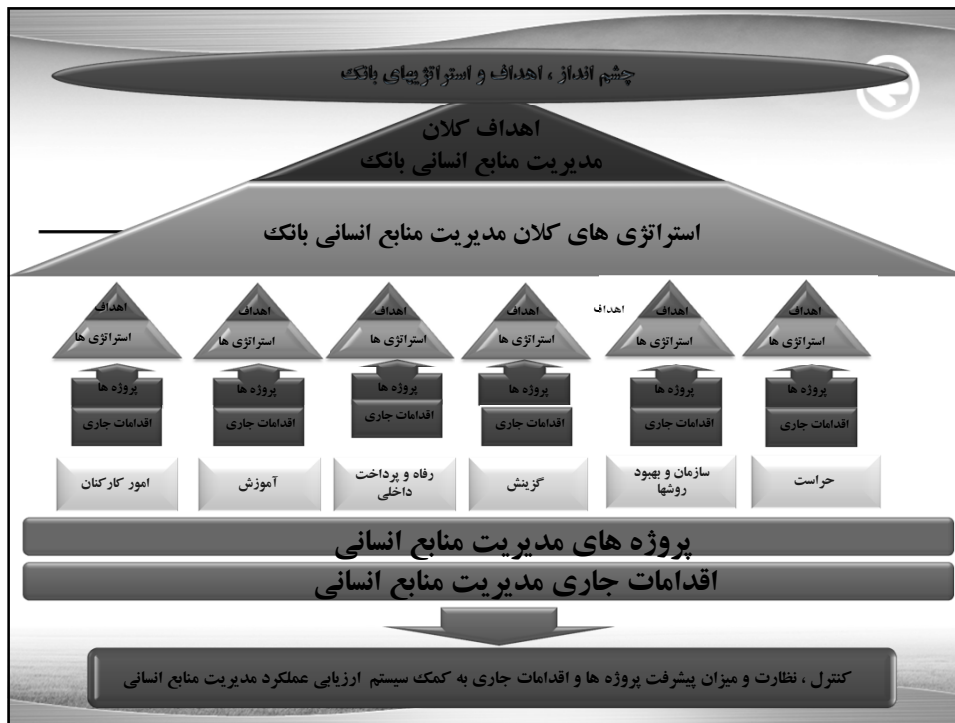 چشم انداز ، اهداف و استراتژیهای بانک
اهداف کلان
مدیریت منابع انسانی بانک
استراتژی های کلان مدیریت منابع انسانی بانک
اهداف
استراتژی ها
پروژه ها
اقدامات جاری
حراست
اهداف
اهداف
استراتژی ها
پروژه ها
اقدامات جاری
سازمان و بهبود
روشها
اهداف
استراتژی ها
پروژه ها
اقدامات جاری
گزینش
اهداف
استراتژی ها
پروژه ها
اقدامات جاری
رفاه و پرداخت
داخلی
اهداف
استراتژی ها
پروژه ها
اقدامات جاری
آموزش
اهداف
استراتژی ها
پروژه ها
اقدامات جاری
امور کارکنان
پروژه های مدیریت منابع انسانی
اقدامات جاری مدیریت منابع انسانی
کنترل ، نظارت و میزان پیشرفت پروژه ها و اقدامات جاری به کمک سیستم ارزیابی عملکرد مدیریت منابع انسانی